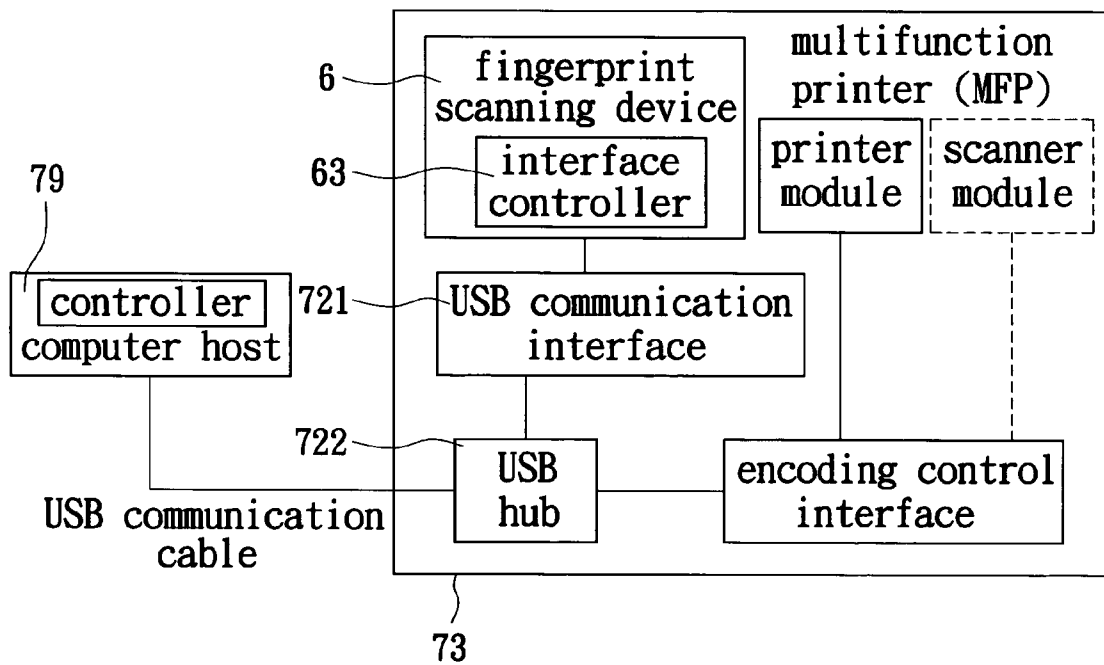 6
fingerprint
scanning device
63
interface
controller
multifunction
printer (MFP)
printer
module
scanner
module
79
controller
computer host
721
USB communication
interface
722
USB
hub
encoding control
interface
USB communication
cable
73